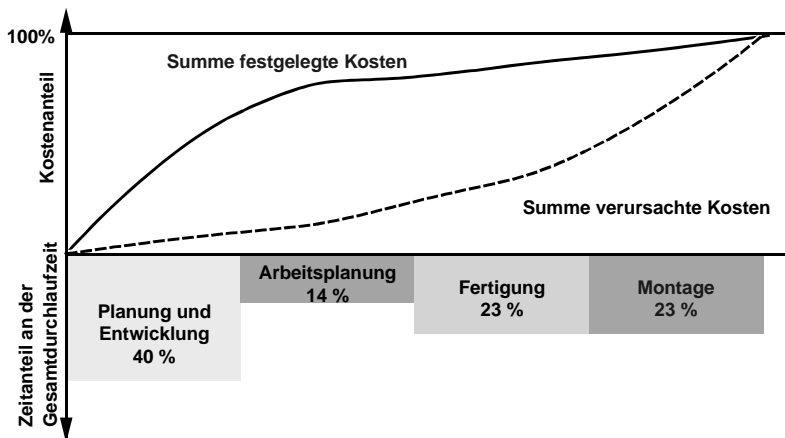 100%
Summe festgelegte Kosten
Kostenanteil
Summe verursachte Kosten
Zeitanteil an der
Gesamtdurchlaufzeit
Planung und
Entwicklung
40 %
Arbeitsplanung
14 %
Fertigung
23 %
Montage
23 %